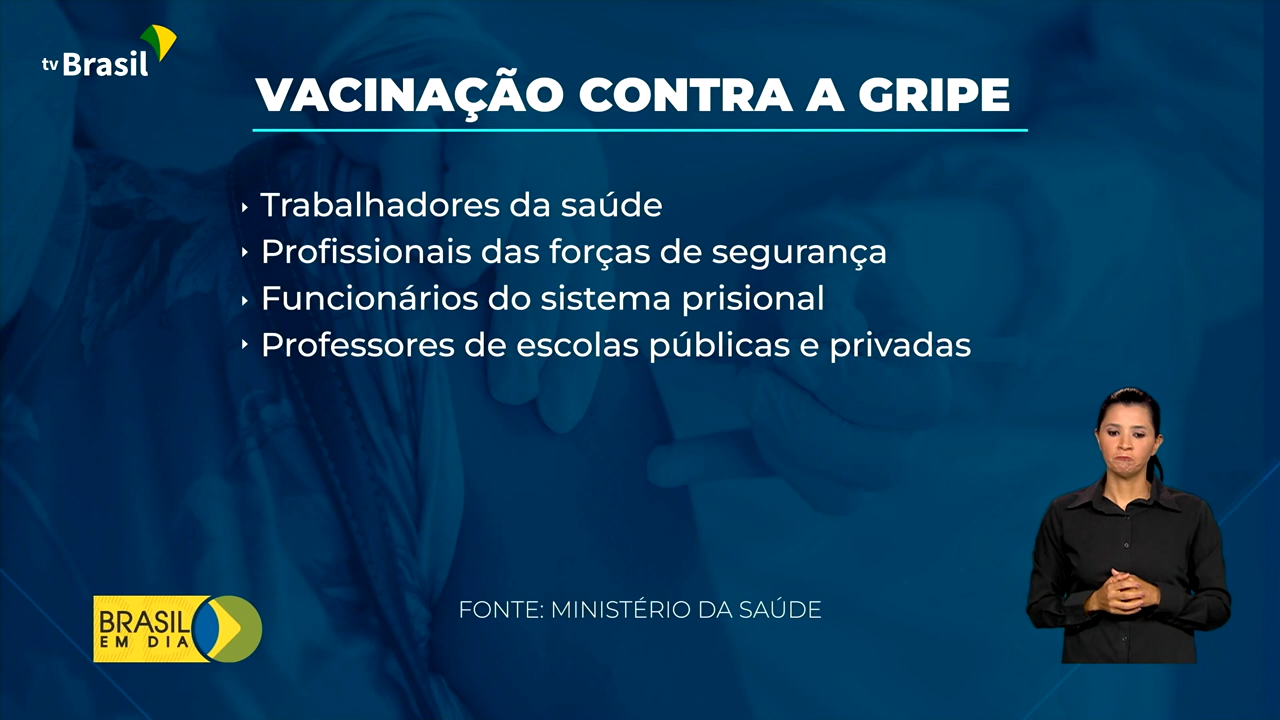 tv Brasil
VACINAÇÃO CONTRA A GRIPE
Trabalhadores da saúde
Profissionais das forças de segurança
Funcionários do sistema prisional
Professores de escolas públicas e privadas
FONTE: MINISTÉRIO DA SAÚDE
BRASIL
EM DIA